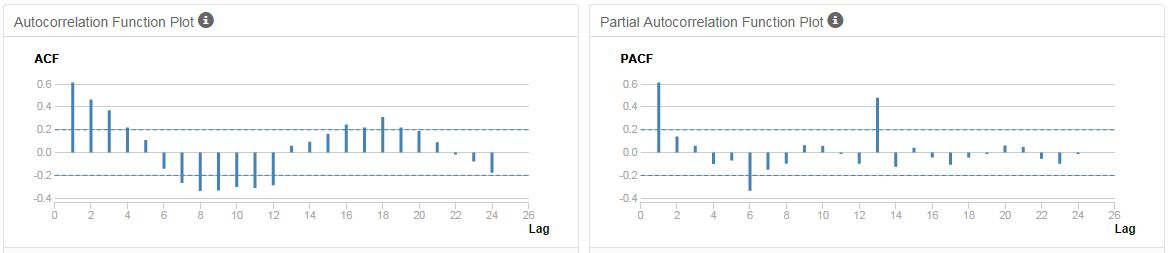 Autocorrelation Function Plot i
ACF
0.6
0.4
0.2
0.0
-0.2
-0.4
0 2 4 6 8 10 12 14 16 18 20 22 24 26
Lag
Partial Autocorrelation Function Plot i
PACF
0.6
0.4
0.2
0.0
-0.2
-0.4
0 2 4 6 8 10 12 14 16 18 20 22 24 26
Lag